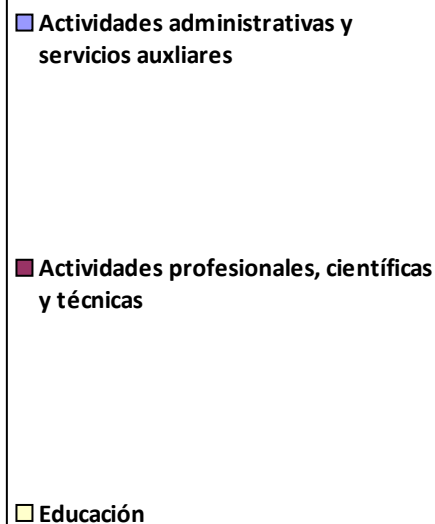 Actividades administrativas y
servicios auxliares
Actividades profesionales, científicas
y técnicas
Educación